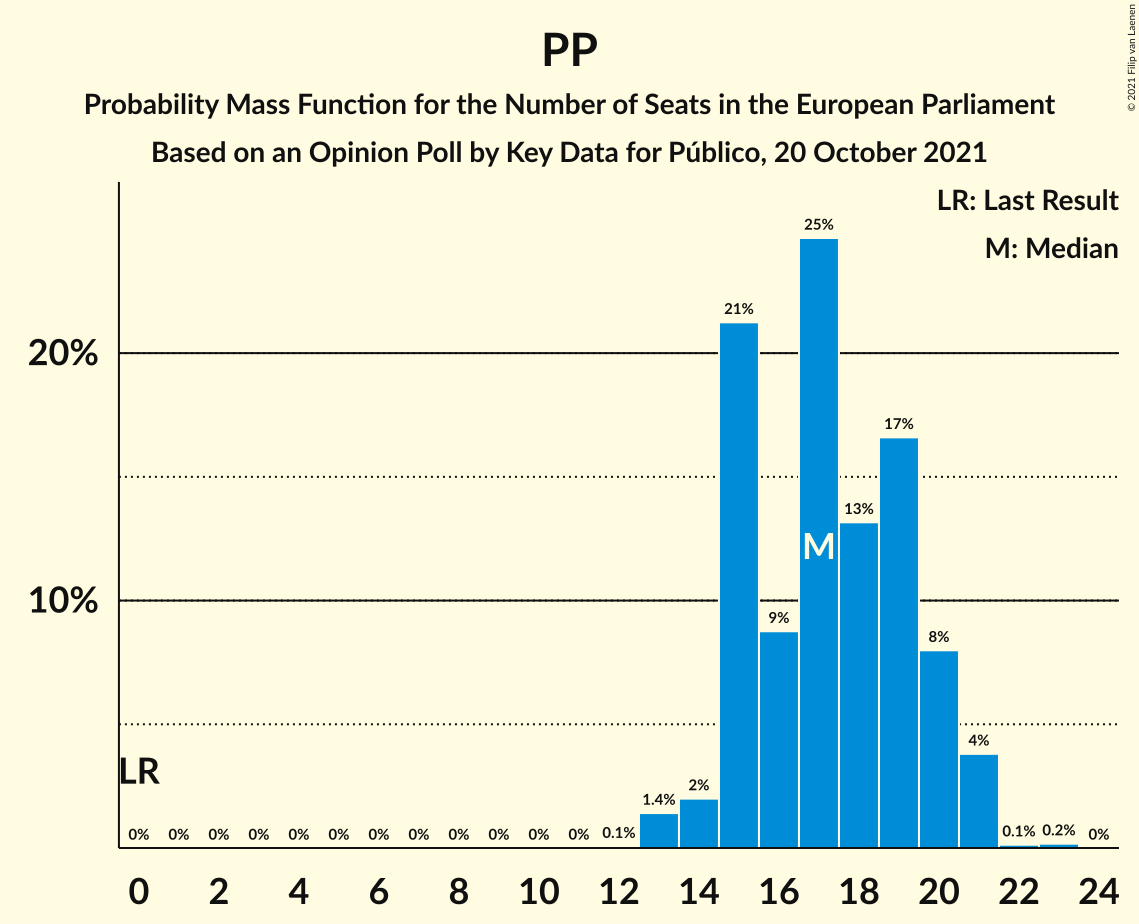 PP
Probability Mass Function for the Number of Seats in the European Parliament
Based on an Opinion Poll by Key Data for Público, 20 October 2021
© 2021 Filip van Laenen
LR: Last Result
M: Median
25%
21%
20%
17%
13%
M
10%
9%
8%
4%
LR
2%
1.4%
0% 0% 0% 0% 0% 0% 0% 0% 0% 0% 0% 0% 0.1% 0.1% 0.2% 0%
0 2 4 6 8 10 12 14 16 18 20 22 24